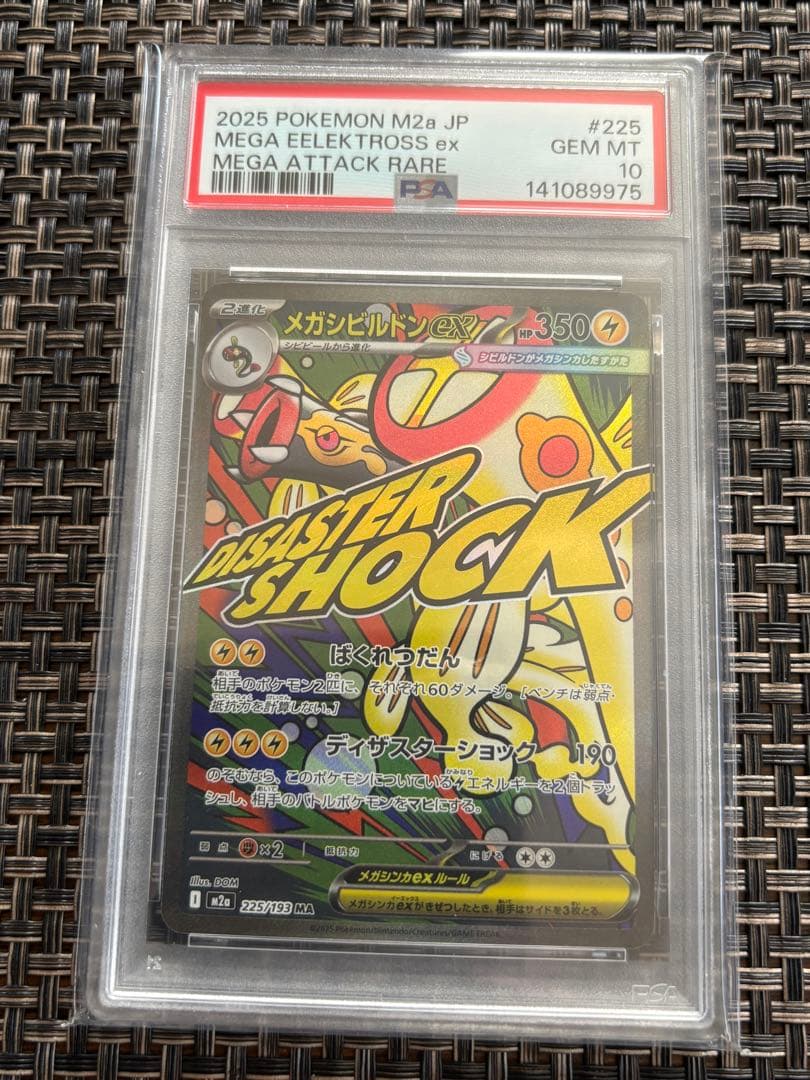 2025 POKEMON M2a JP #225
MEGA EELEKTROSS ex GEM MT
MEGA ATTACK RARE 10
PSA 141089975
2進化
メガシビルドンex HP350
シビビールから進化
シビルドンがメガシンカしたすがた
DISASTER
SHOCK
ばくれつだん
相手のポケモン2匹に、それぞれ60ダメージ。[ベンチは弱点・
抵抗力を計算しない。]
ディザスターショック 190
のぞむなら、このポケモンについているエネルギーを2個トラッ
シュし、相手のバトルポケモンをマヒにする。
弱点 ×2 抵抗力 にげる
メガシンカexルール
メガシンカexがきぜつしたとき、相手はサイドを3枚とる。
Illus. DOM
I M2a 225/193 MA
©2025 Pokémon/Nintendo/Creatures/GAME FREAK
PSA